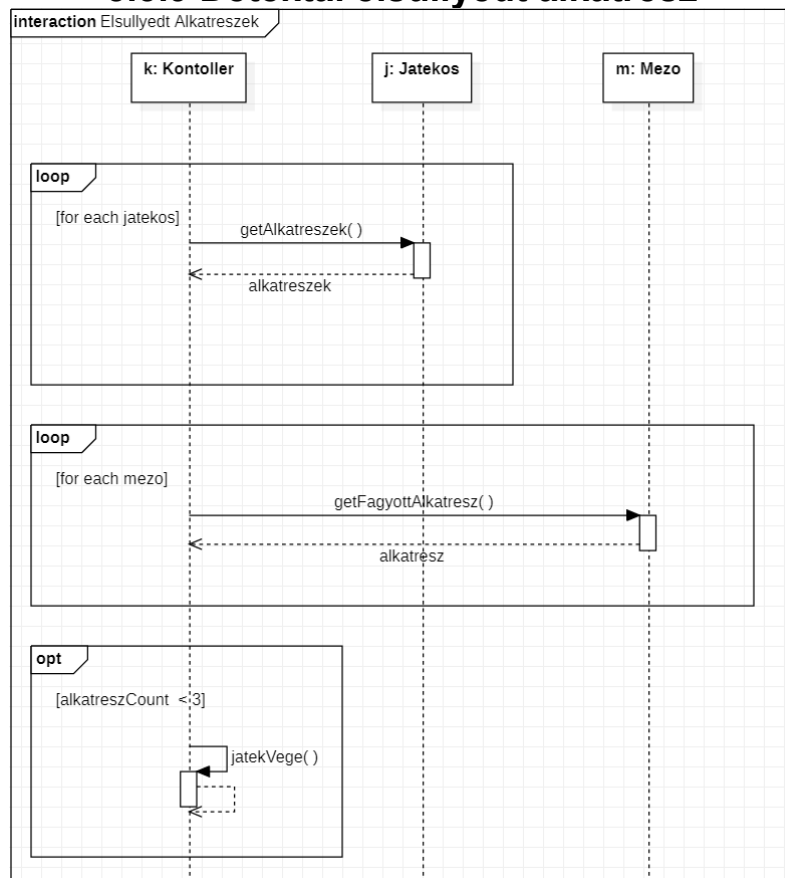 interaction Elsullyedt Alkatreszek
k: Kontoller
j: Jatekos
m: Mezo
loop
[for each jatekos]
getAlkatreszek( )
alkatreszek
loop
[for each mezo]
getFagyottAlkatresz( )
alkatresz
opt
[alkatreszCount < 3]
jatekVege( )